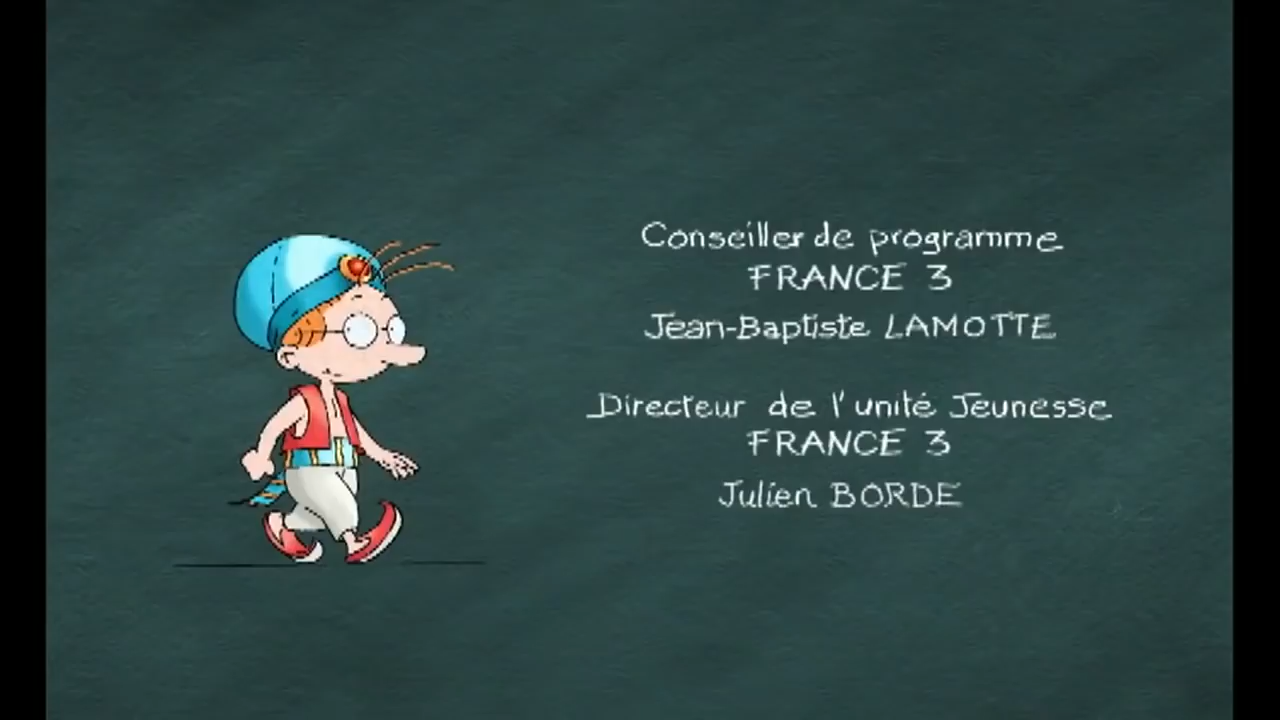 Conseiller de programme
FRANCE 3
Jean-Baptiste LAMOTTE
Directeur de l'unité Jeunesse
FRANCE 3
Julien BORDE